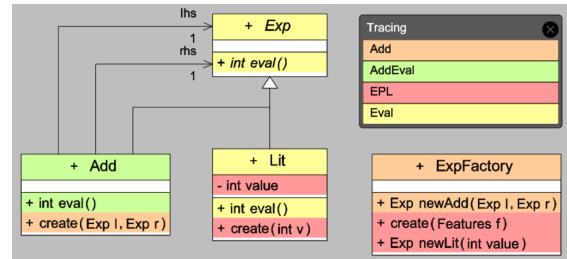 lhs
1
rhs
1
+ Exp
+ int eval()
Tracing
Add
AddEval
EPL
Eval
+ Add
+ int eval()
+ create(Exp l, Exp r)
+ Lit
- int value
+ int eval()
+ create(int v)
+ ExpFactory
+ Exp newAdd(Exp l, Exp r)
+ create(Features f)
+ Exp newLit(int value)